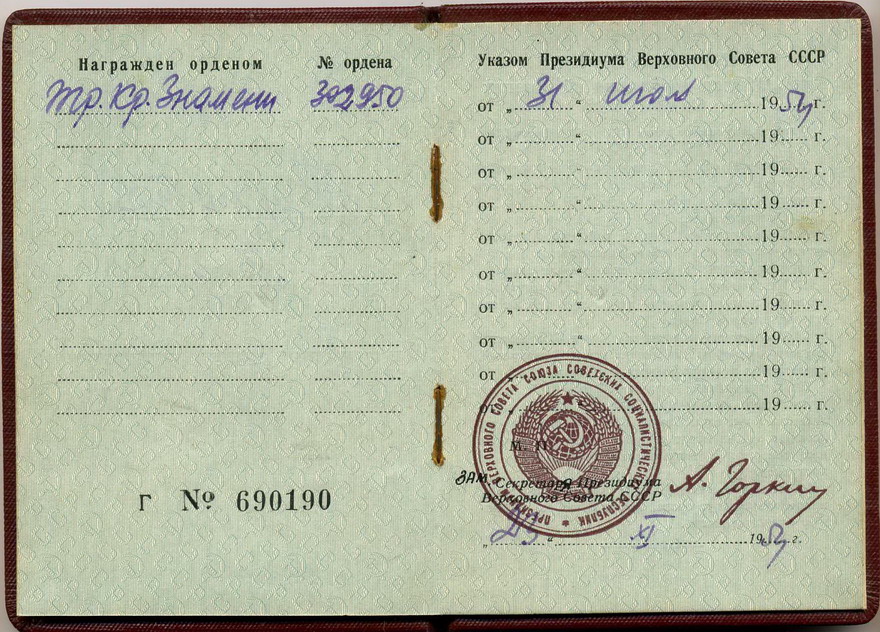 Награжден орденом
№ ордена
Тр. Кр. Знамени
302950
Г № 690190
Указом Президиума Верховного Совета СССР
от „ 31 “ июля 19 г.
от „ “ 19 г.
от „ “ 19 г.
от „ “ 19 г.
от „ “ 19 г.
от „ “ 19 г.
от „ “ 19 г.
от „ “ 19 г.
от „ “ 19 г.
от „ “ 19 г.
ПРЕЗИДИУМ ВЕРХОВНОГО СОВЕТА СОЮЗА СОВЕТСКИХ СОЦИАЛИСТИЧЕСКИХ РЕСПУБЛИК
М П
зам. Секретаря Президиума
Верховного Совета СССР
А. Горкин
„ “ XI 19 г.